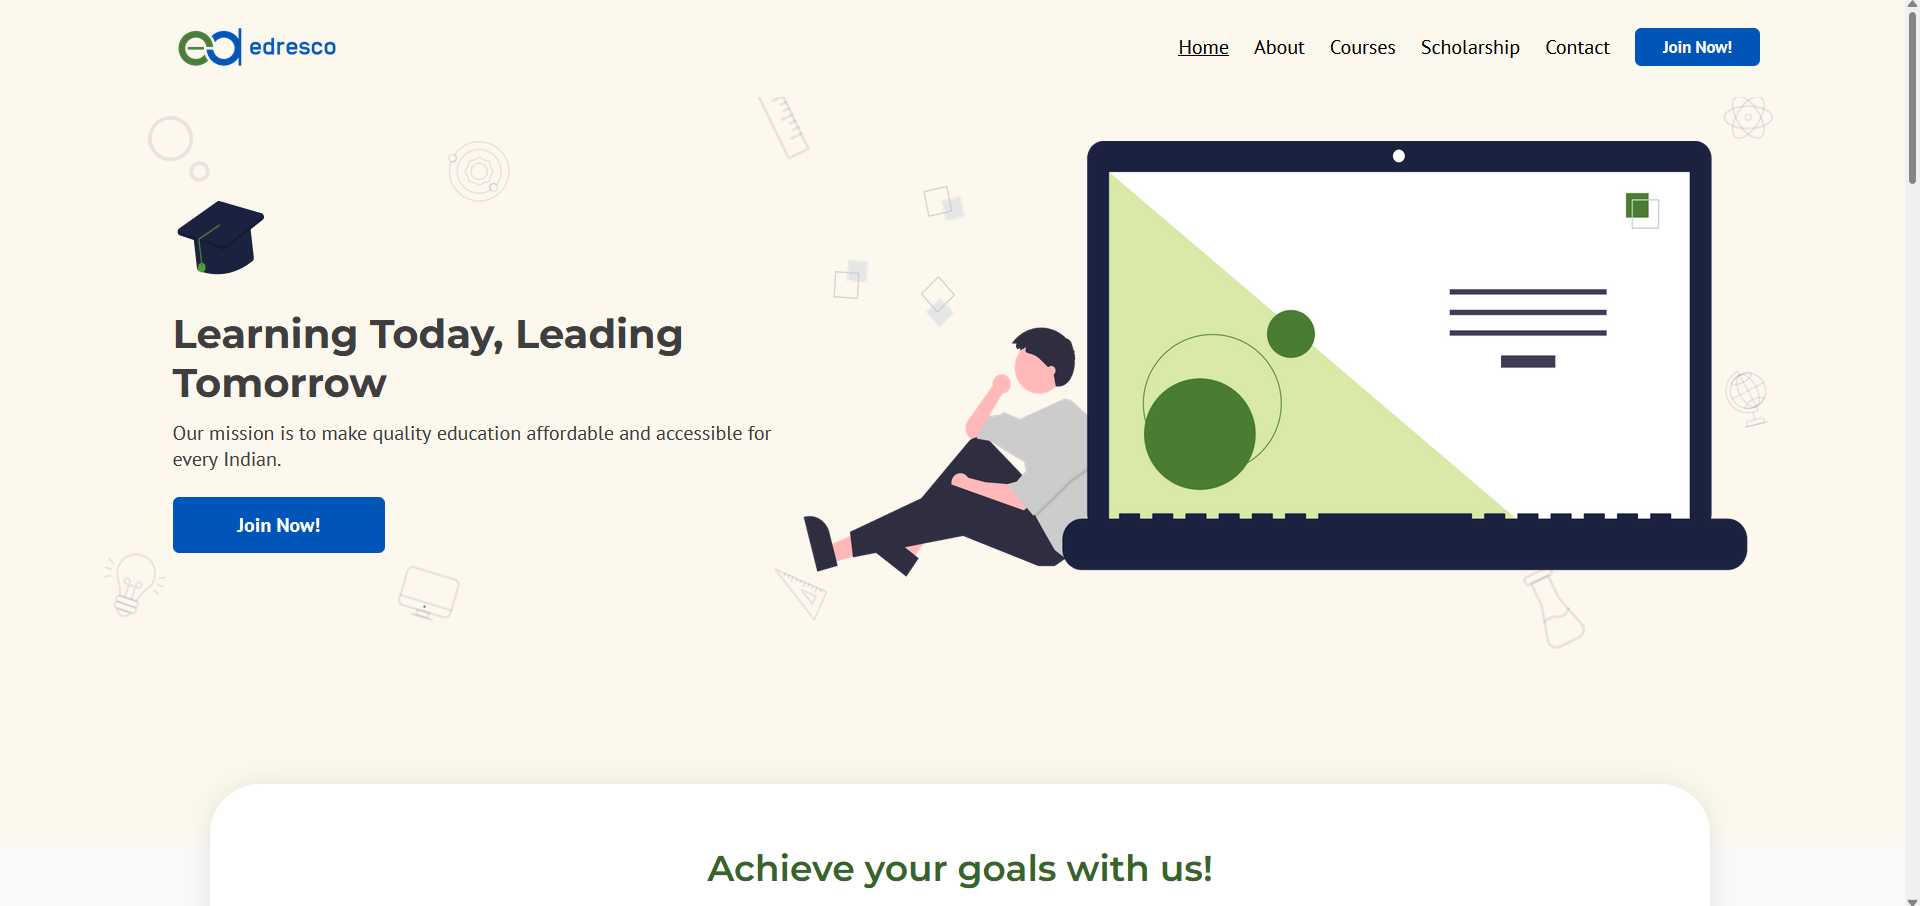 edresco
Home About Courses Scholarship Contact Join Now!
Learning Today, Leading
Tomorrow
Our mission is to make quality education affordable and accessible for
every Indian.
Join Now!
Achieve your goals with us!